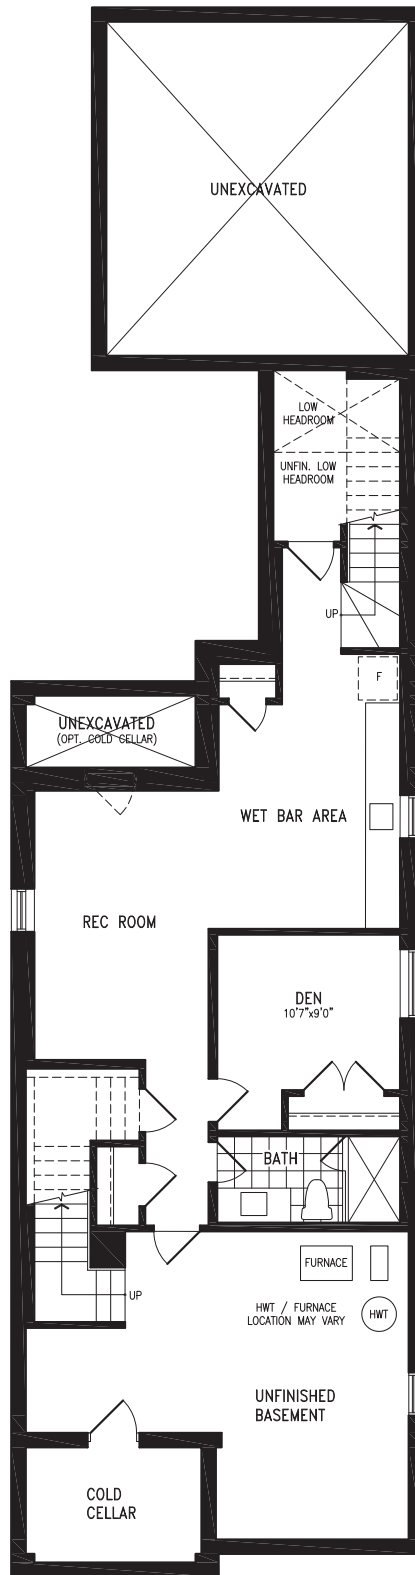 UNEXCAVATED
LOW
HEADROOM
UNFIN. LOW
HEADROOM
UP
F
UNEXCAVATED
(OPT. COLD CELLAR)
WET BAR AREA
REC ROOM
DEN
10'7"x9'0"
BATH
FURNACE
UP
HWT / FURNACE
LOCATION MAY VARY
HWT
UNFINISHED
BASEMENT
COLD
CELLAR